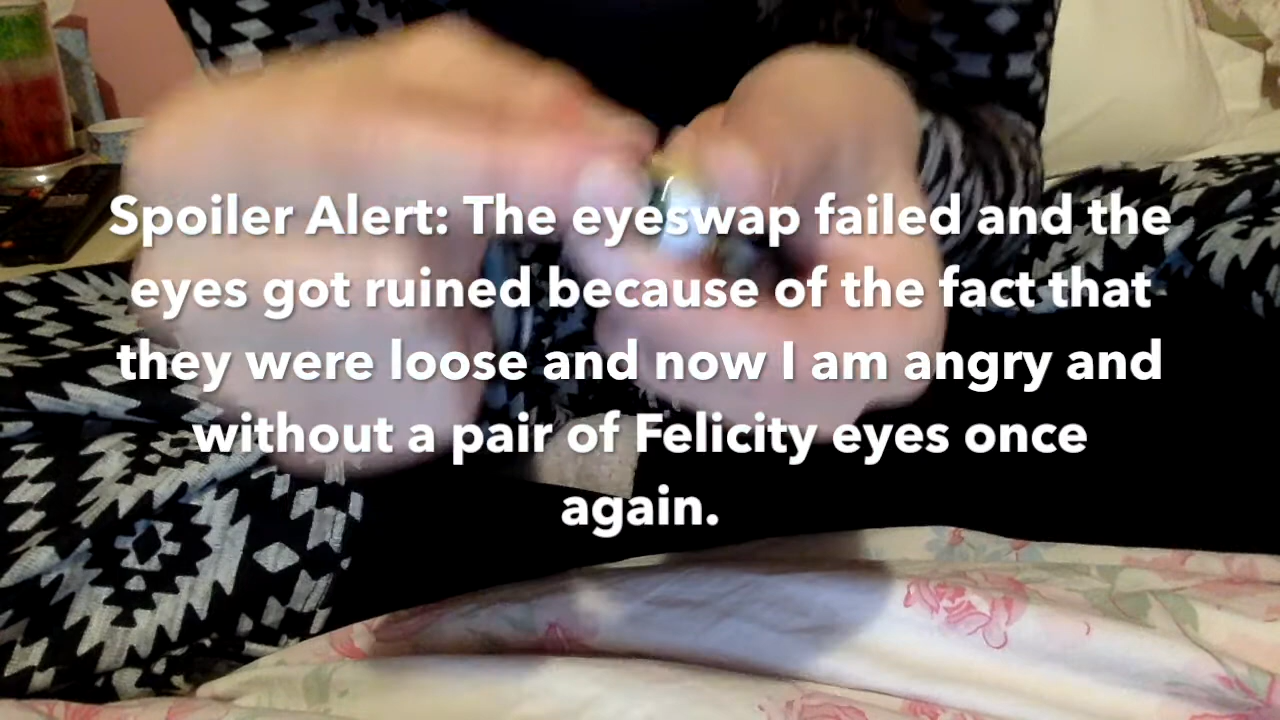 Spoiler Alert: The eyeswap failed and the
eyes got ruined because of the fact that
they were loose and now I am angry and
without a pair of Felicity eyes once
again.